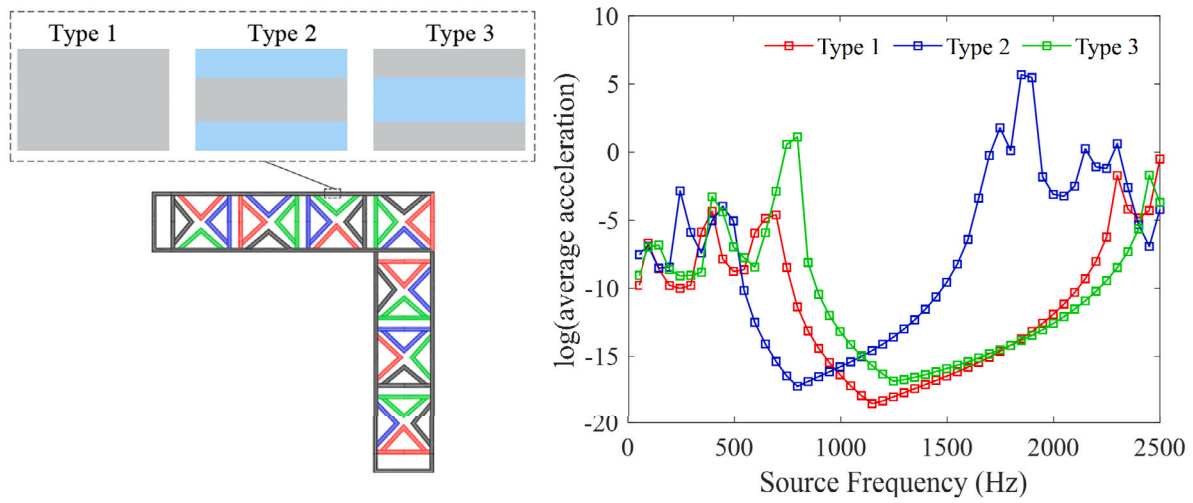 Type 1 Type 2 Type 3
Type 1 Type 2 Type 3
log(average acceleration)
10
5
0
-5
-10
-15
-20
0 500 1000 1500 2000 2500
Source Frequency (Hz)